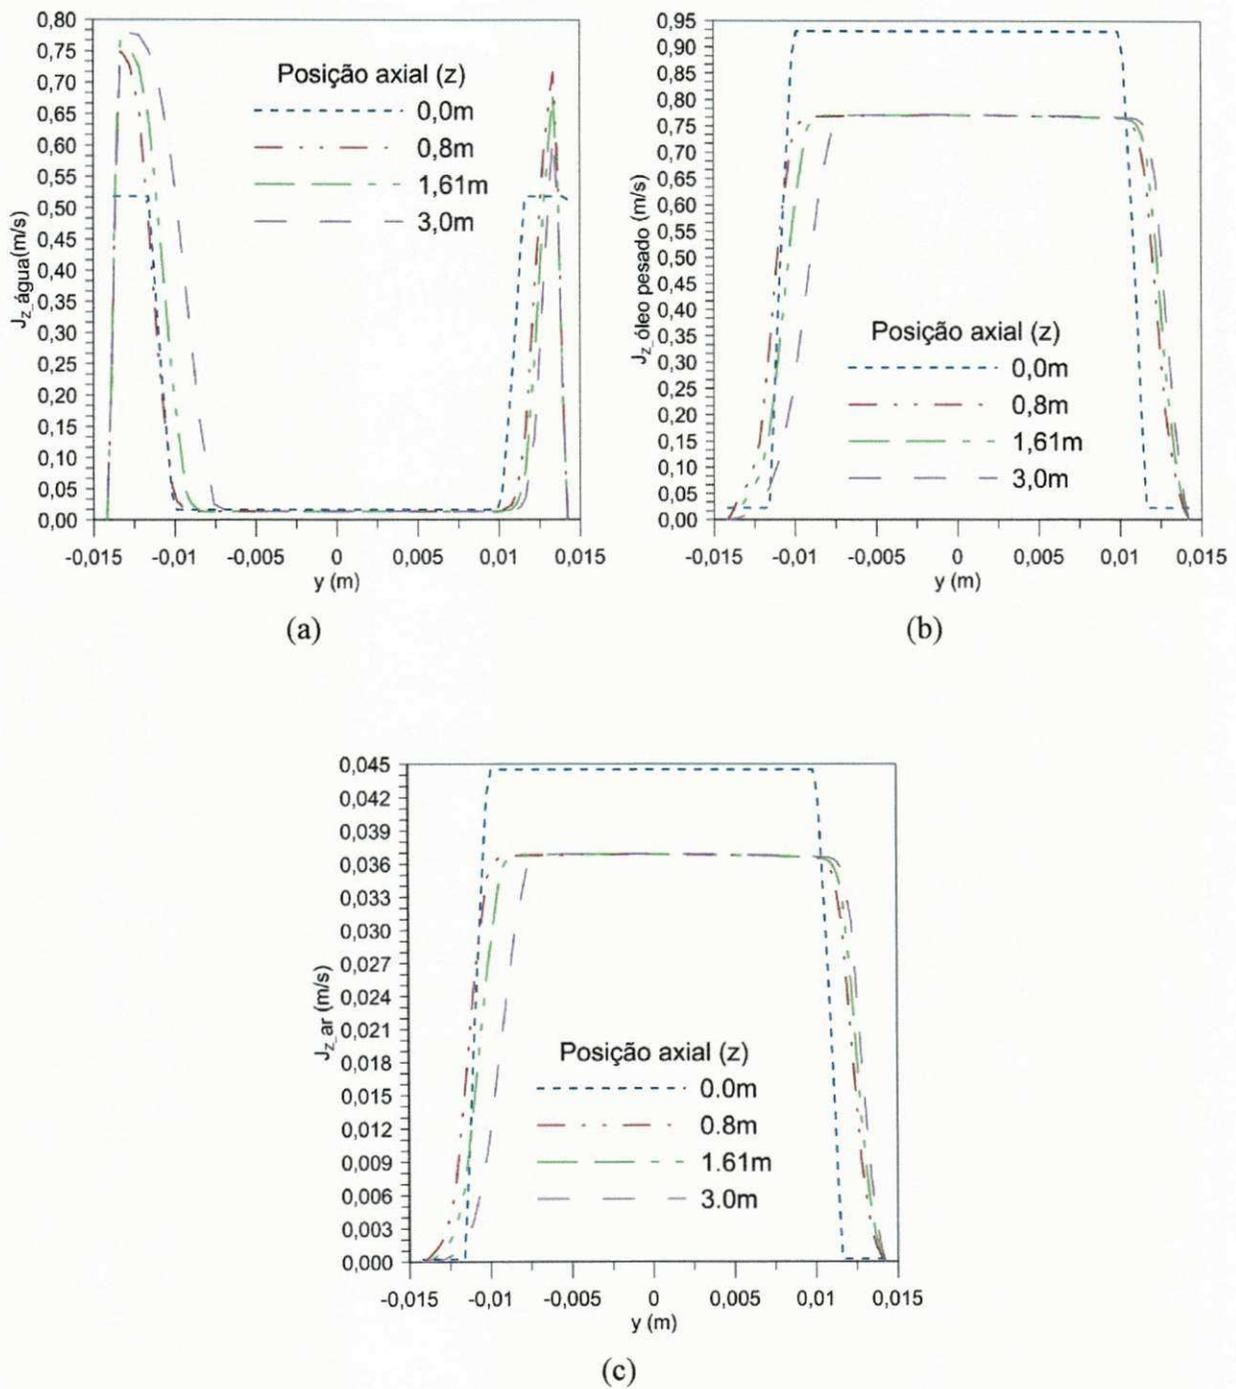 0,80
0,75
0,70
0,65
0,60
0,55
0,50
0,45
0,40
0,35
0,30
0,25
0,20
0,15
0,10
0,05
0,00
J_z_água(m/s)
Posição axial (z)
0,0m
0,8m
1,61m
3,0m
-0,015 -0,01 -0,005 0 0,005 0,01 0,015
y (m)
(a)
0,95
0,90
0,85
0,80
0,75
0,70
0,65
0,60
0,55
0,50
0,45
0,40
0,35
0,30
0,25
0,20
0,15
0,10
0,05
0,00
J_z_óleo pesado (m/s)
Posição axial (z)
0,0m
0,8m
1,61m
3,0m
-0,015 -0,01 -0,005 0 0,005 0,01 0,015
y (m)
(b)
0,045
0,042
0,039
0,036
0,033
0,030
0,027
0,024
0,021
0,018
0,015
0,012
0,009
0,006
0,003
0,000
J_z_ar (m/s)
Posição axial (z)
0.0m
0.8m
1.61m
3.0m
-0,015 -0,01 -0,005 0 0,005 0,01 0,015
y (m)
(c)